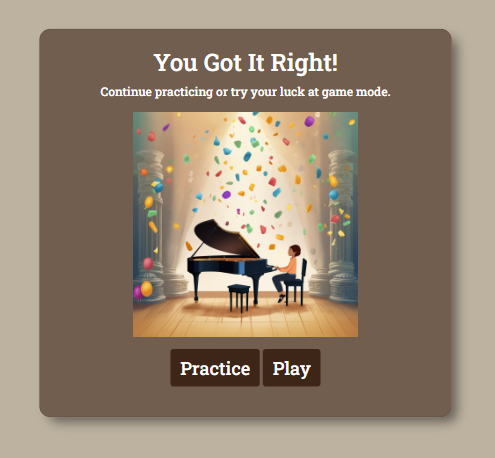 You Got It Right!
Continue practicing or try your luck at game mode.
Practice Play